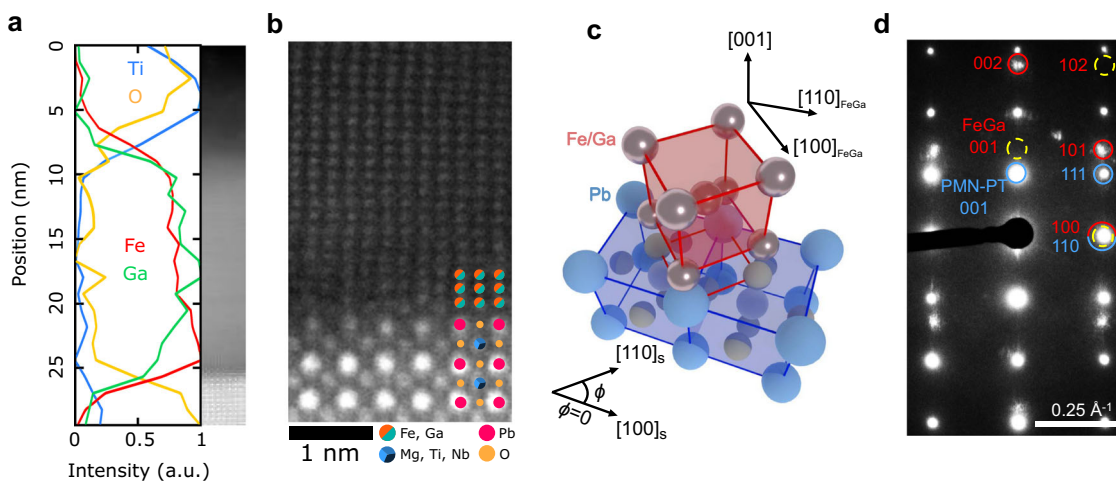 a
Position (nm)
0
5
10
15
20
25
Ti
O
Fe
Ga
0
0.5
1
Intensity (a.u.)
b
1 nm
Fe, Ga
Pb
Mg, Ti, Nb
O
c
[001]
[110]FeGa
[100]FeGa
Fe/Ga
Pb
[110]S
ϕ
ϕ=0
[100]S
d
002
102
FeGa
001
101
PMN-PT
001
111
100
110
0.25 Å⁻¹